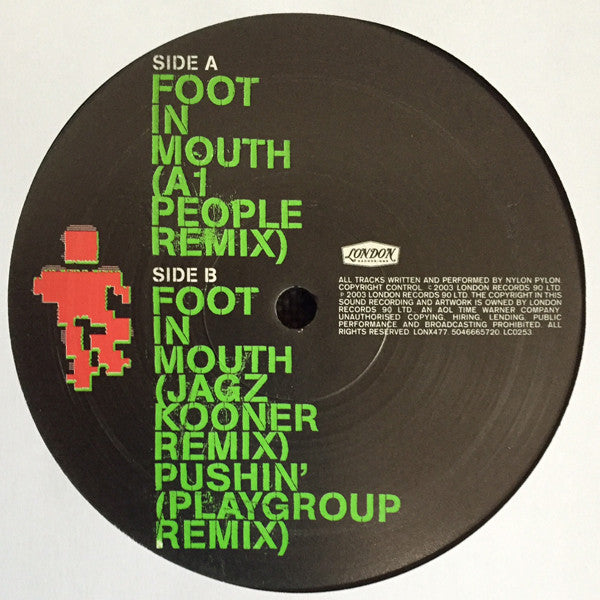 SIDE A
FOOT
IN
MOUTH
(A1
PEOPLE
REMIX)
SIDE B
FOOT
IN
MOUTH
(JAGZ
KOONER
REMIX)
PUSHIN'
(PLAYGROUP
REMIX)
LONDON
RECORDINGS
ALL TRACKS WRITTEN AND PERFORMED BY NYLON PYLON.
COPYRIGHT CONTROL. ©2003 LONDON RECORDS 90 LTD.
℗2003 LONDON RECORDS 90 LTD. THE COPYRIGHT IN THIS
SOUND RECORDING AND ARTWORK IS OWNED BY LONDON
RECORDS 90 LTD. AN AOL TIME WARNER COMPANY.
UNAUTHORISED COPYING, HIRING, LENDING, PUBLIC
PERFORMANCE AND BROADCASTING PROHIBITED. ALL
RIGHTS RESERVED. LONX477. 5046665720. LC0253.